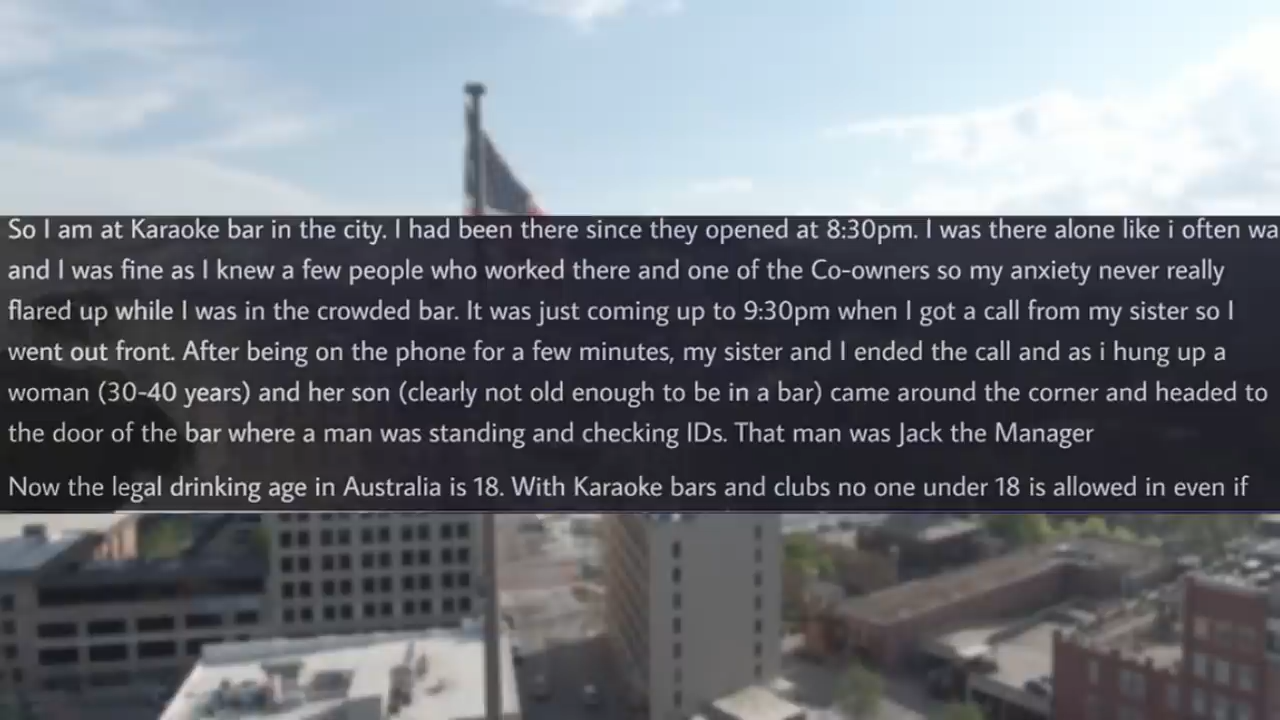 So I am at Karaoke bar in the city. I had been there since they opened at 8:30pm. I was there alone like i often wa
and I was fine as I knew a few people who worked there and one of the Co-owners so my anxiety never really
flared up while I was in the crowded bar. It was just coming up to 9:30pm when I got a call from my sister so I
went out front. After being on the phone for a few minutes, my sister and I ended the call and as i hung up a
woman (30-40 years) and her son (clearly not old enough to be in a bar) came around the corner and headed to
the door of the bar where a man was standing and checking IDs. That man was Jack the Manager
Now the legal drinking age in Australia is 18. With Karaoke bars and clubs no one under 18 is allowed in even if